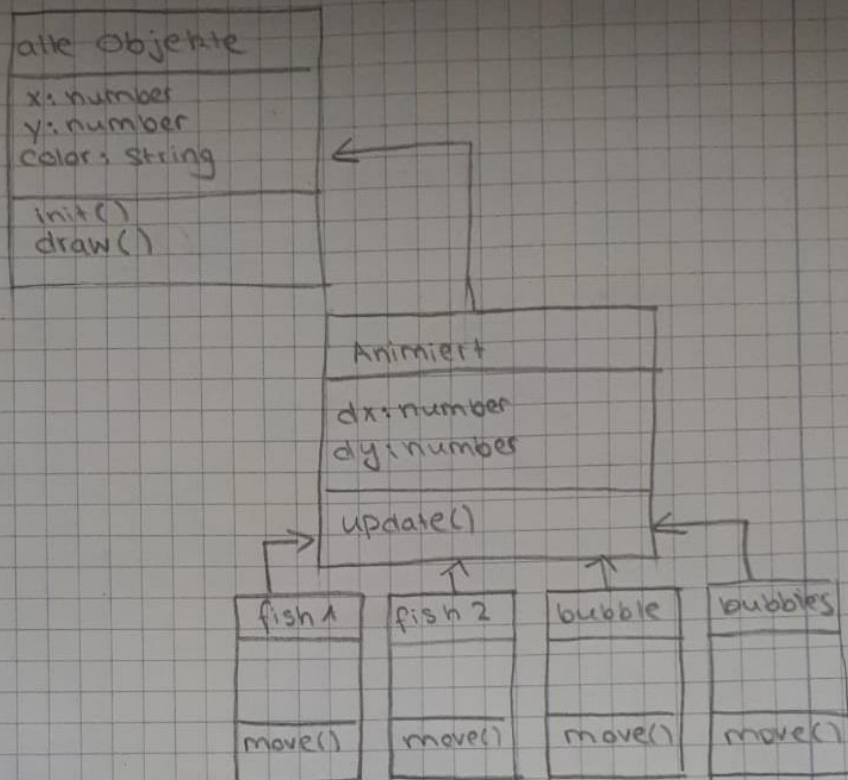 alle Objekte
x: number
y: number
color: string
init()
draw()
Animiert
dx: number
dy: number
update()
fish 1
fish 2
bubble
bubbles
move()
move()
move()
move()